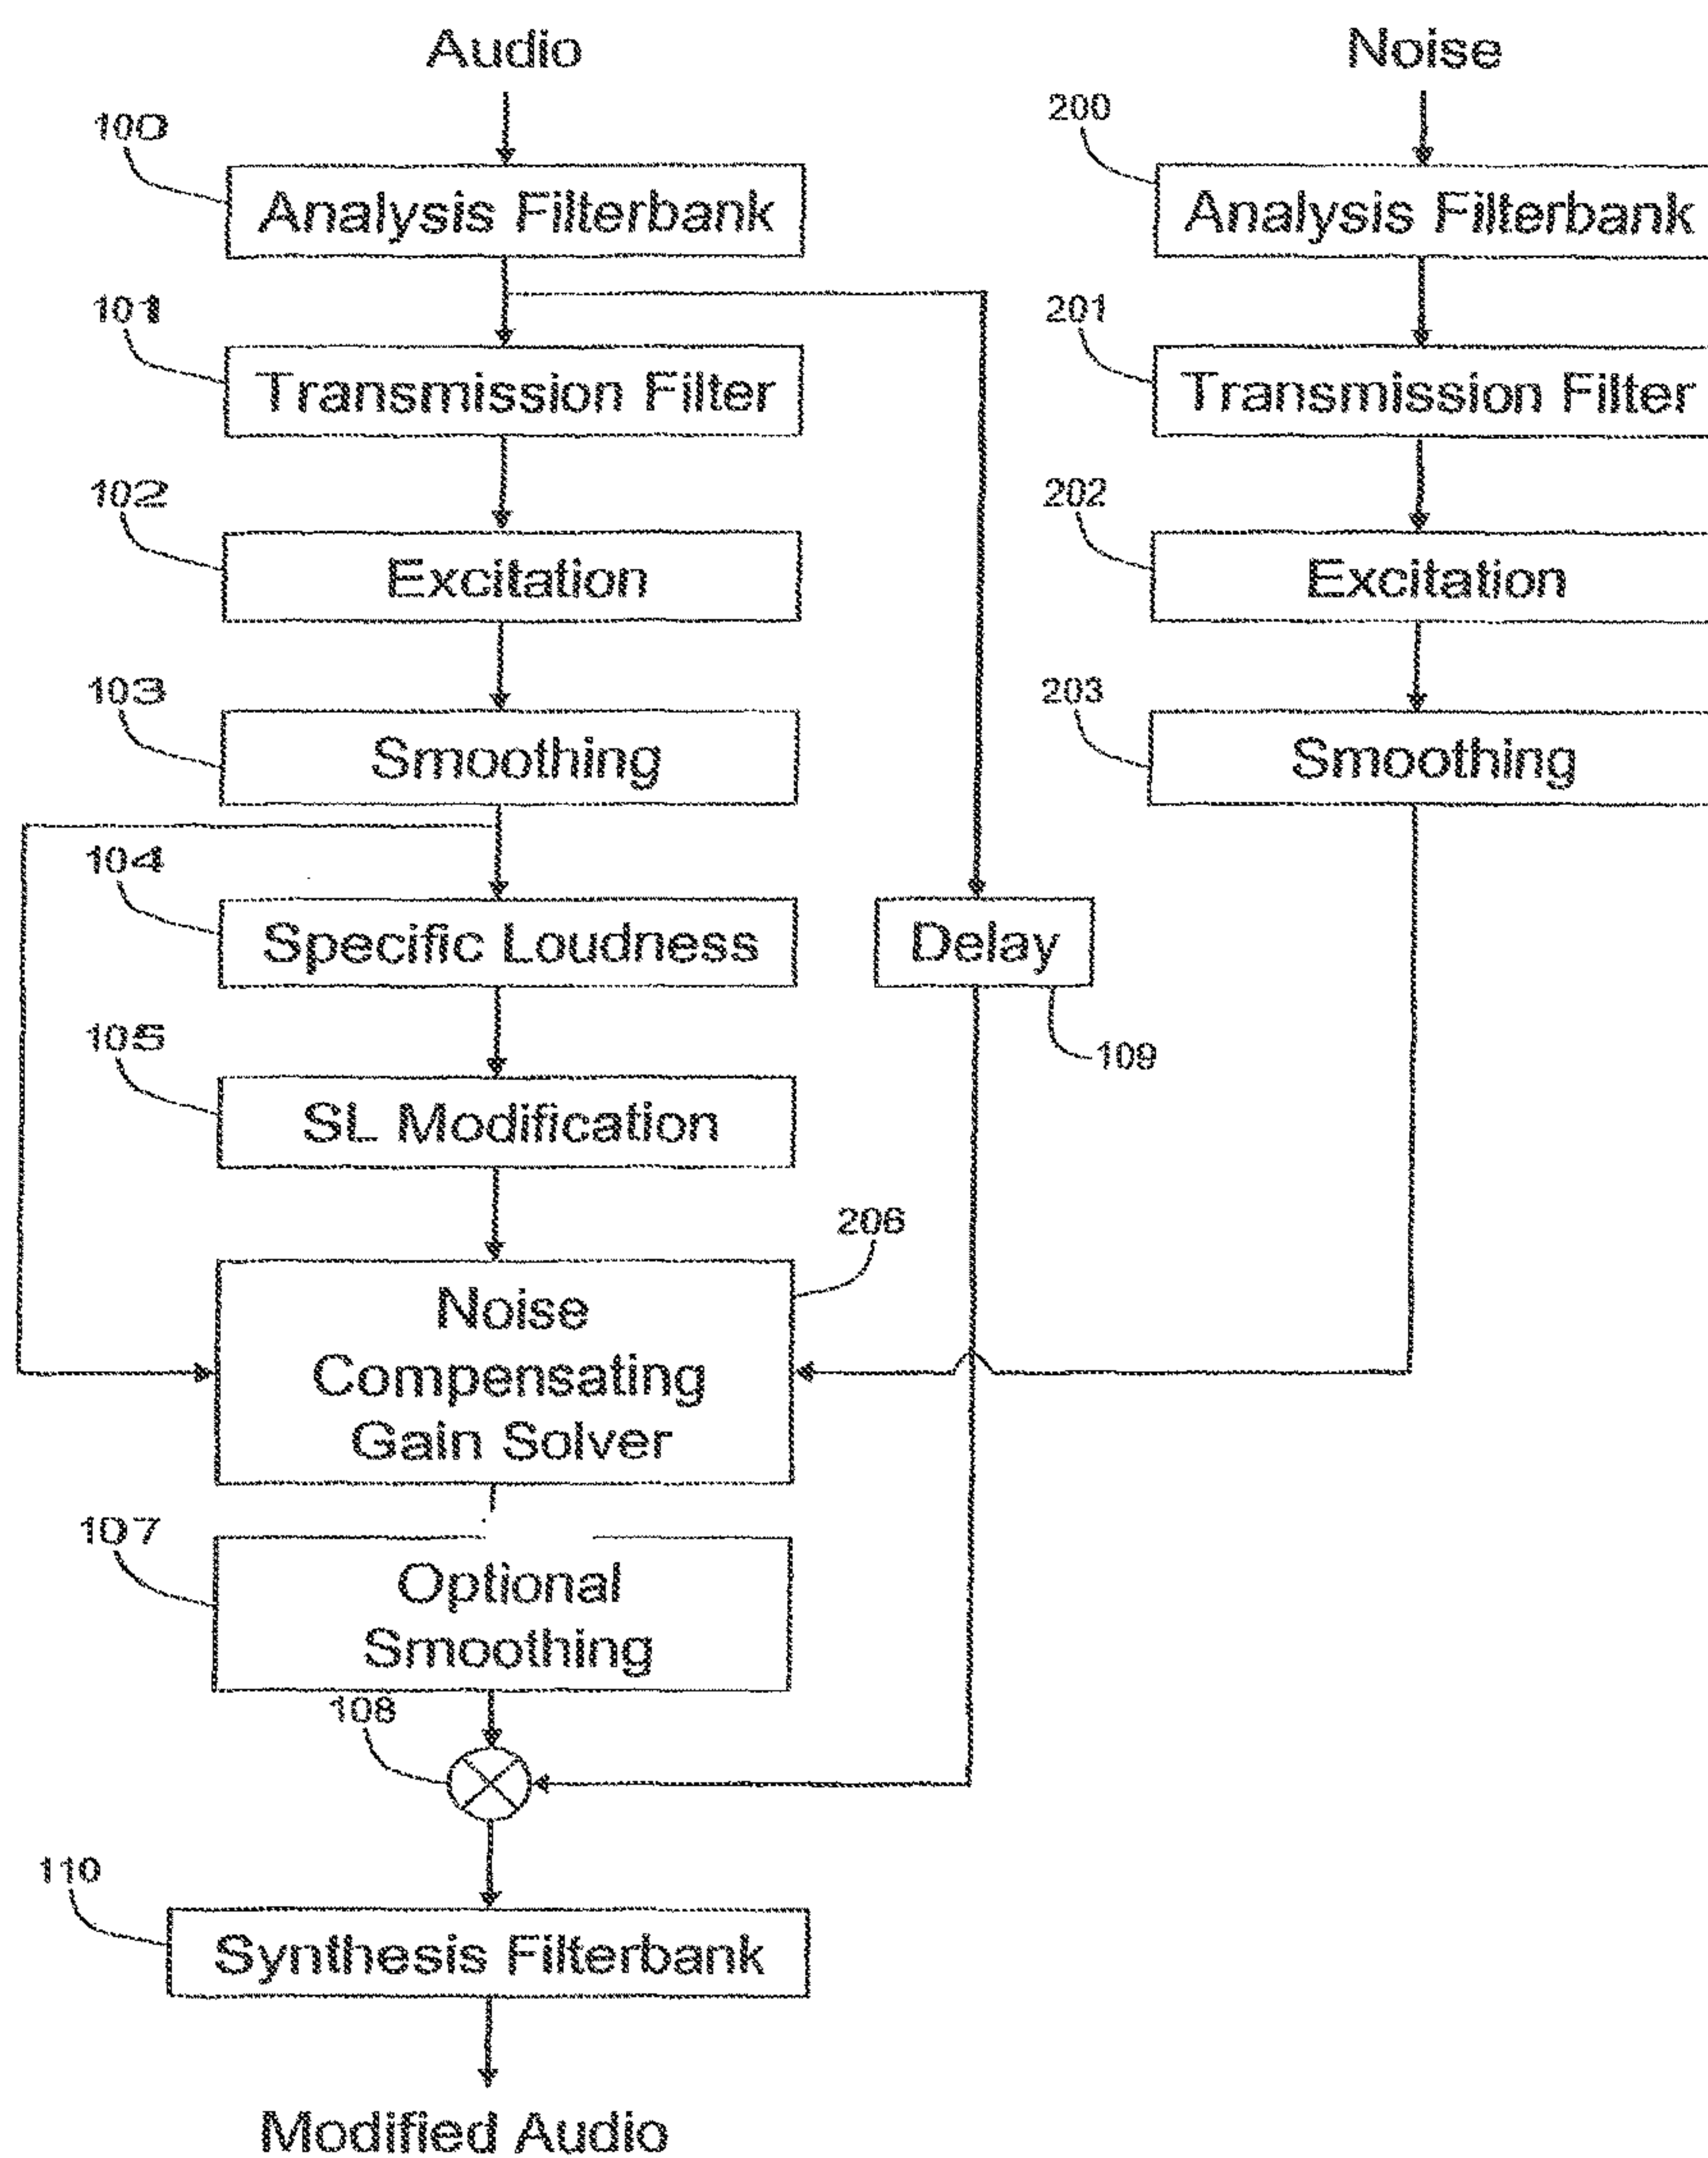 Audio
Noise
100
200
Analysis Filterbank
Analysis Filterbank
101
201
Transmission Filter
Transmission Filter
102
202
Excitation
Excitation
103
203
Smoothing
Smoothing
104
Specific Loudness
Delay
105
109
SL Modification
206
Noise
Compensating
Gain Solver
107
Optional
Smoothing
108
110
Synthesis Filterbank
Modified Audio